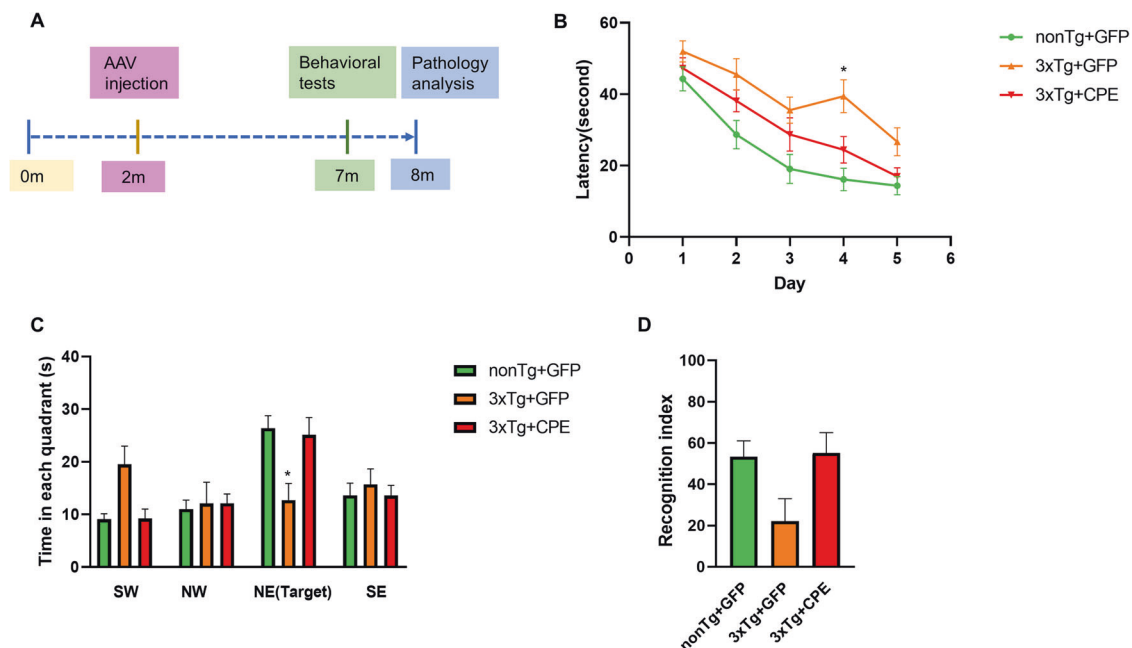 A
AAV
injection
Behavioral
tests
Pathology
analysis
0m
2m
7m
8m
B
Latency(second)
60
40
20
0
*
0 1 2 3 4 5 6
Day
nonTg+GFP
3xTg+GFP
3xTg+CPE
C
Time in each quadrant (s)
40
30
20
10
0
*
SW NW NE(Target) SE
nonTg+GFP
3xTg+GFP
3xTg+CPE
D
Recognition index
100
80
60
40
20
0
nonTg+GFP
3xTg+GFP
3xTg+CPE